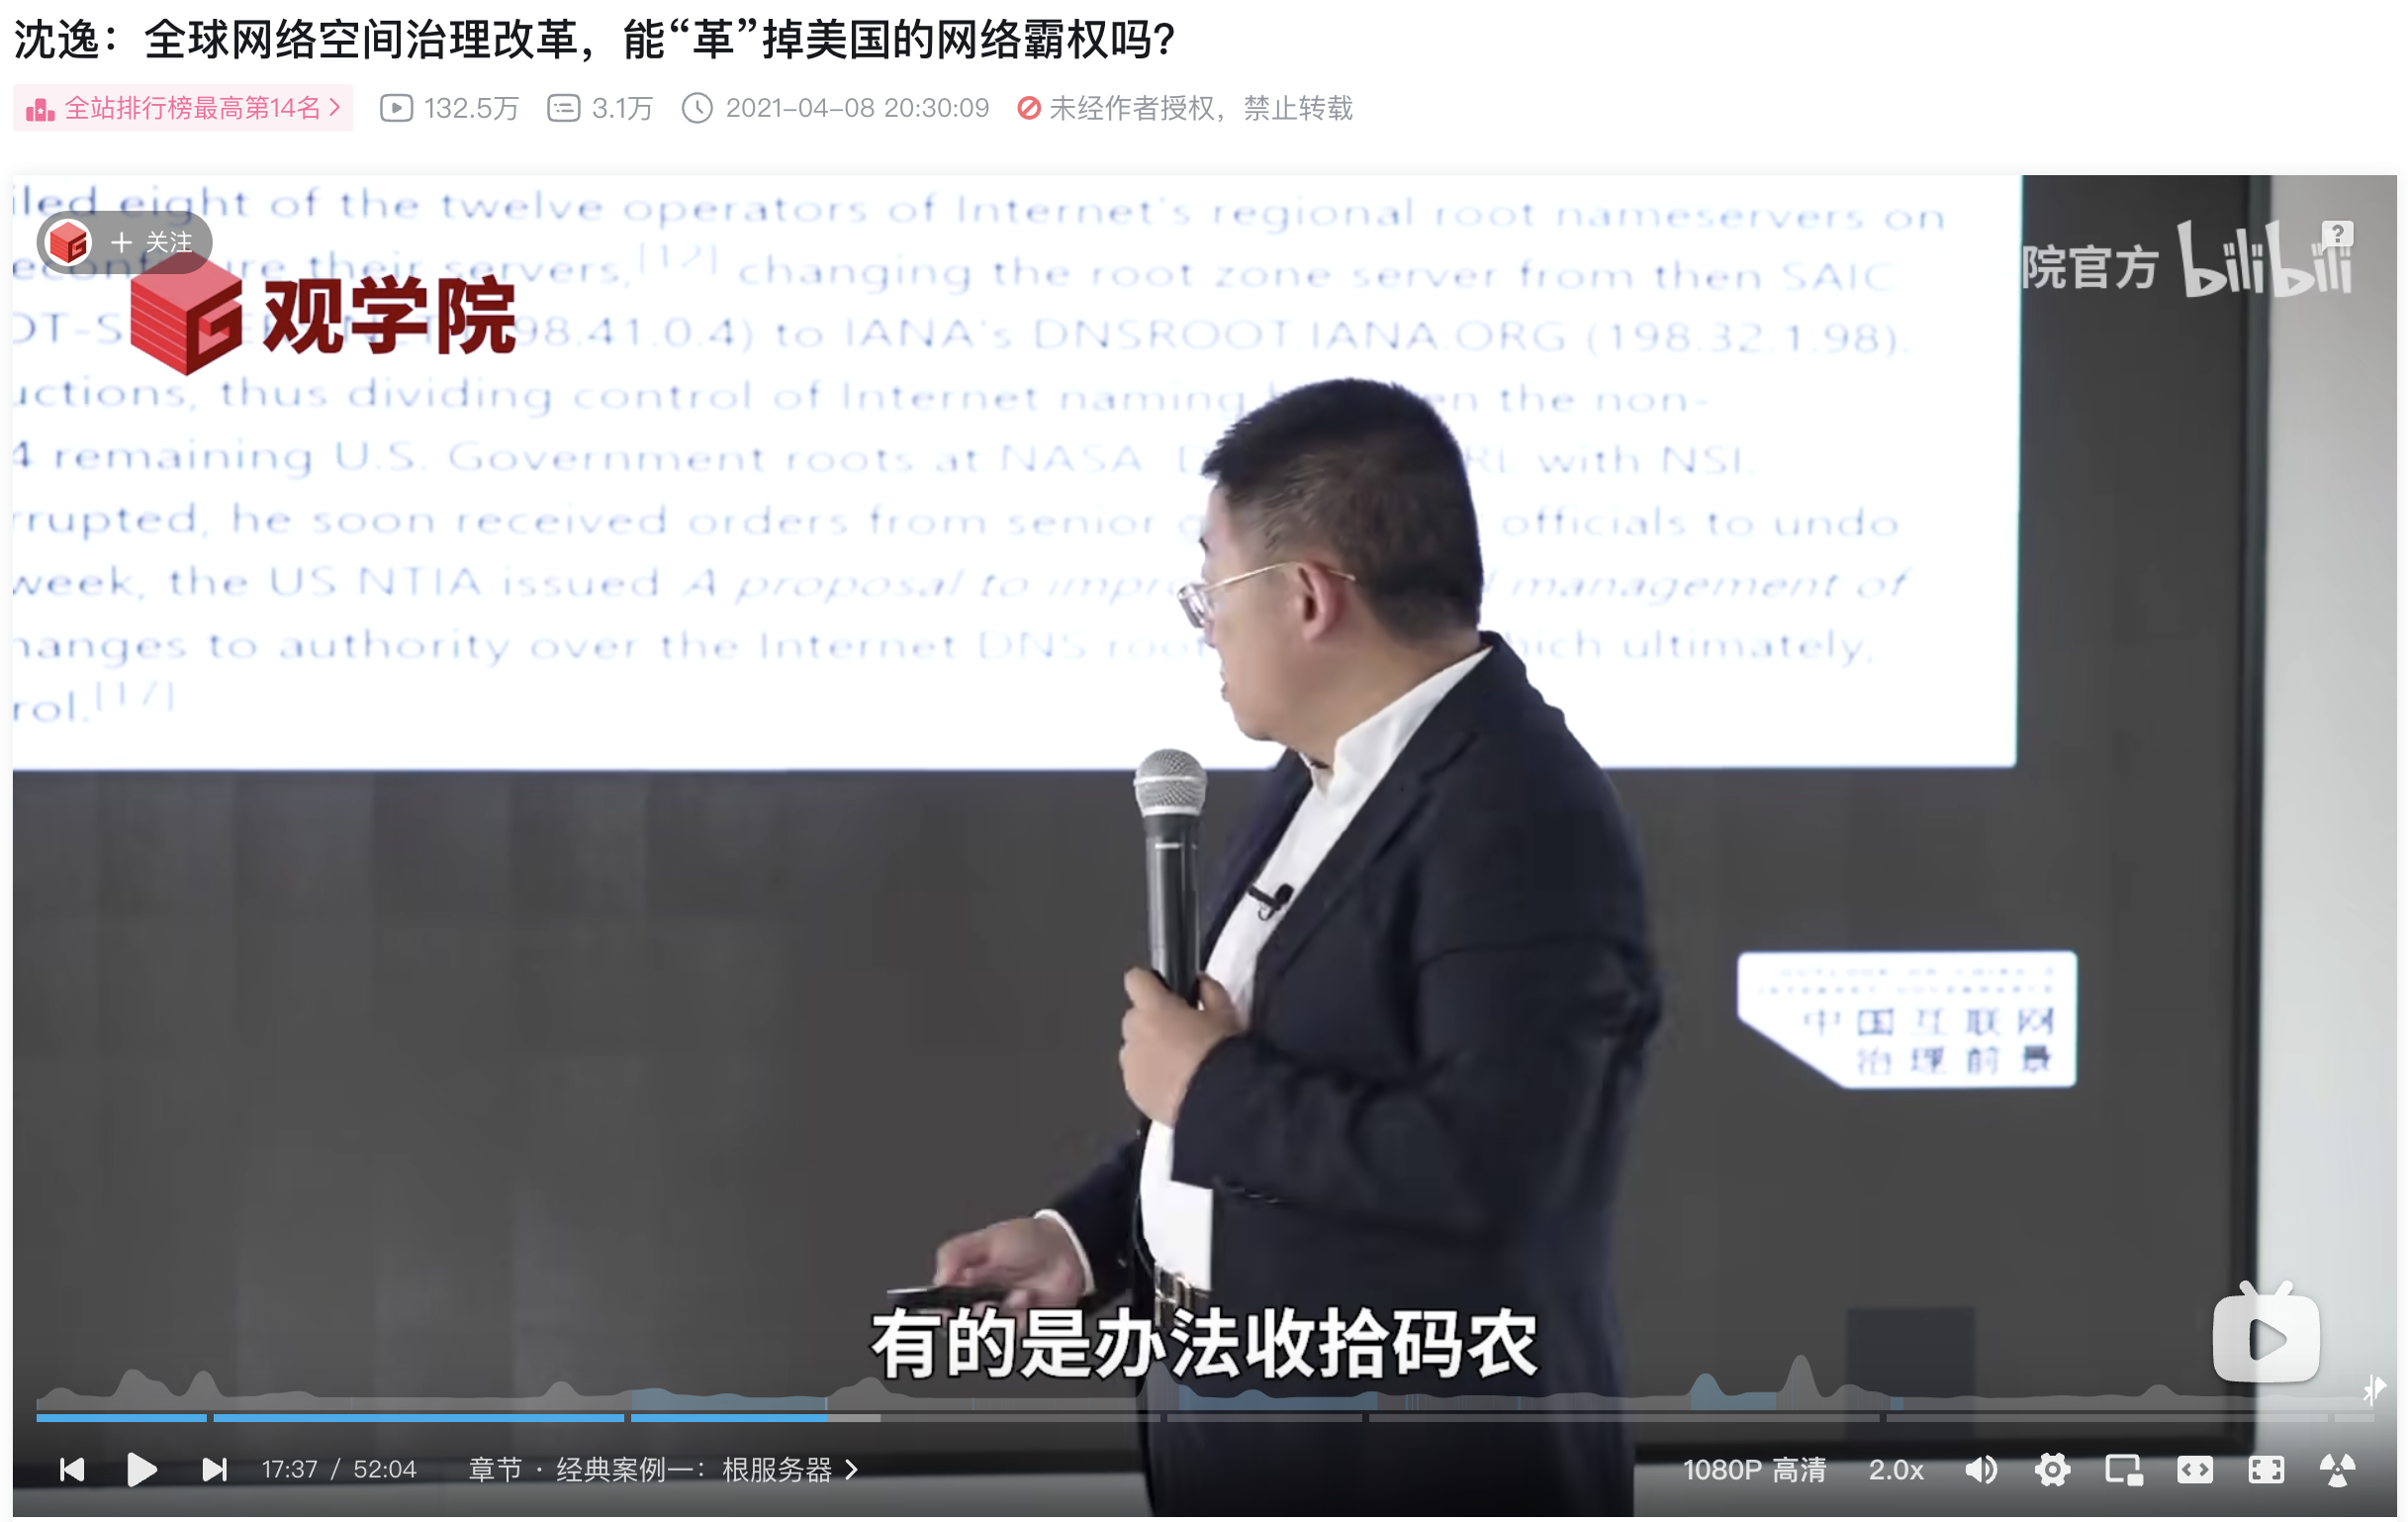 沈逸：全球网络空间治理改革，能“革”掉美国的网络霸权吗？
全站排行榜最高第14名 132.5万 3.1万 2021-04-08 20:30:09 未经作者授权，禁止转载
led eight of the twelve operators of Internet's regional root nameservers on
+ 关注
their servers,[12] changing the root zone server from then SAIC
观学院
院官方 bilibili
98.41.0.4) to IANA's DNSROOT IANA.ORG (198.32.1.98).
uctions, thus dividing control of Internet naming the non-
4 remaining U.S. Government roots at NASA with NSI.
rrupted, he soon received orders from senior officials to undo
week, the US NTIA issued A proposal to impr management of
hanges to authority over the Internet DNS root hich ultimately,
rol.[17]
中国互联网
治理前景
有的是办法收拾码农
17:37 / 52:04 章节 · 经典案例一：根服务器 1080P 高清 2.0x